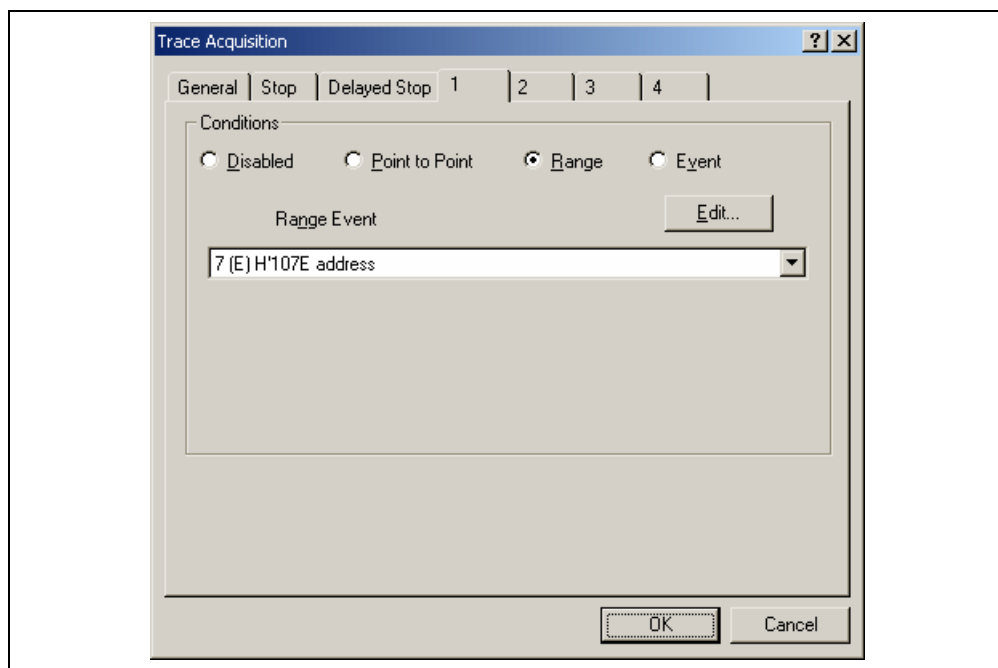 Trace Acquisition
General Stop Delayed Stop 1 2 3 4
Conditions
Disabled Point to Point Range Event
Range Event Edit...
7 (E) H'107E address
OK Cancel